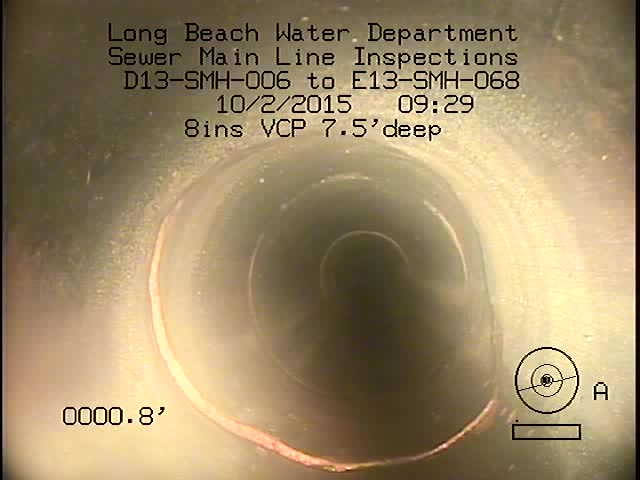 Long Beach Water Department
Sewer Main Line Inspections
D13-SMH-006 to E13-SMH-068
10/2/2015 09:29
8ins VCP 7.5'deep
0000.8'
A